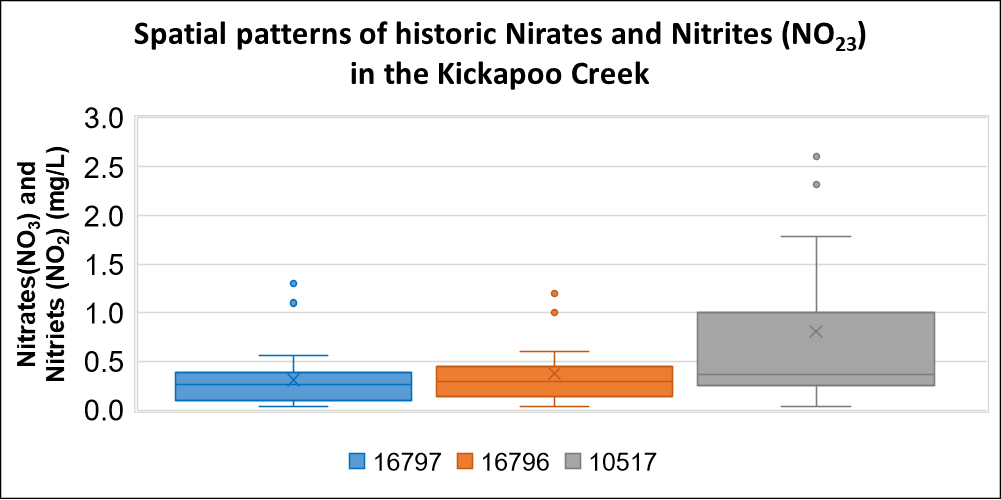 Spatial patterns of historic Nirates and Nitrites (NO₂₃)
in the Kickapoo Creek
Nitrates(NO₃) and
Nitriets (NO₂) (mg/L)
3.0
2.5
2.0
1.5
1.0
0.5
0.0
16797 16796 10517